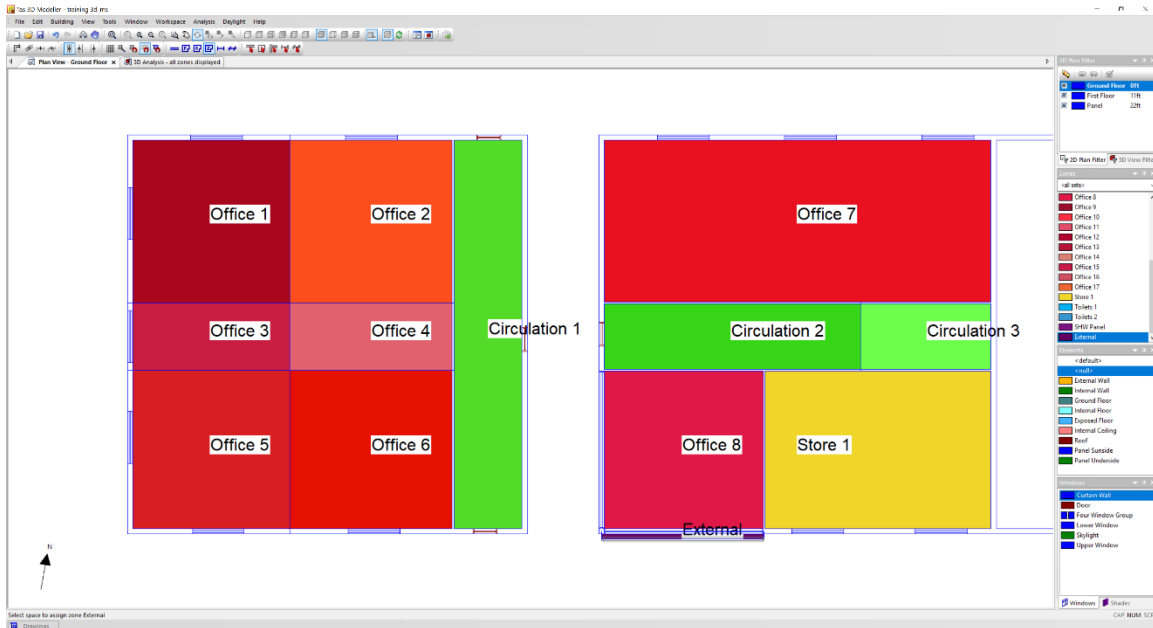 Tas 3D Modeller - training 3d_ms
File Edit Building View Tools Window Workspace Analysis Daylight Help
Plan View - Ground Floor
3D Analysis - all zones displayed
2D Plan Filter
Ground Floor 0ft
First Floor 11ft
Panel 22ft
2D Plan Filter 3D View Filte
Zones
<all sets>
Office 8
Office 9
Office 10
Office 11
Office 12
Office 13
Office 14
Office 15
Office 16
Office 17
Store 1
Toilets 1
Toilets 2
SHW Panel
External
Elements
<default>
<null>
External Wall
Internal Wall
Ground Floor
Internal Floor
Exposed Floor
Internal Ceiling
Roof
Panel Sunside
Panel Underside
Windows
Curtain Wall
Door
Four Window Group
Lower Window
Skylight
Upper Window
Windows Shades
Office 1
Office 2
Office 7
Office 3
Office 4
Circulation 1
Circulation 2
Circulation 3
Office 5
Office 6
Office 8
Store 1
External
N
Select space to assign zone External
CAP NUM SCR
Drawings